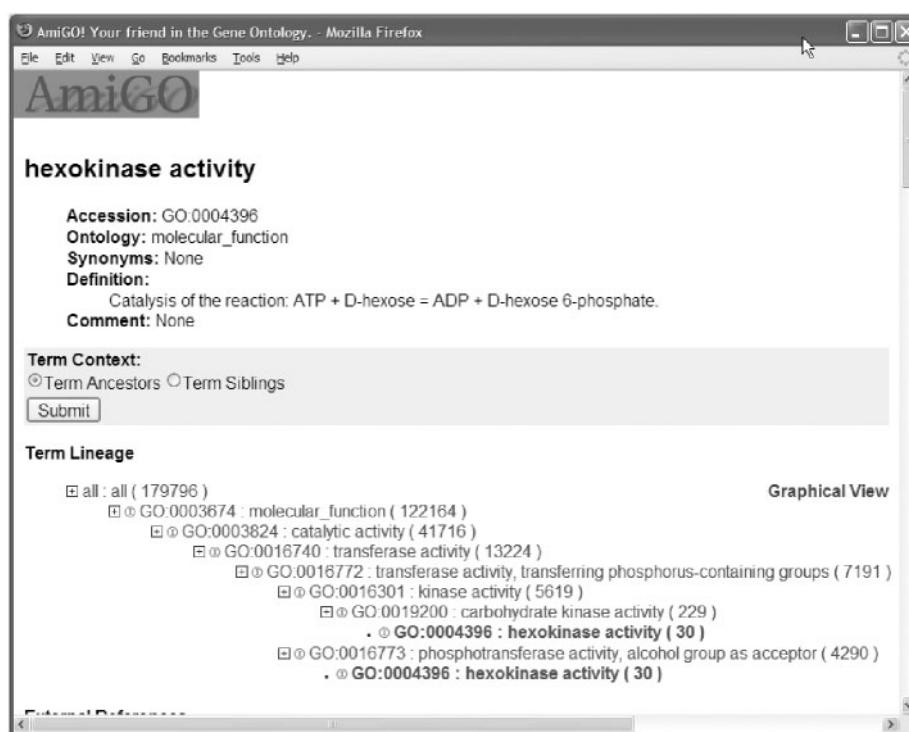 AmiGO! Your friend in the Gene Ontology. - Mozilla Firefox
File Edit View Go Bookmarks Tools Help
AmiGO
hexokinase activity
Accession: GO:0004396
Ontology: molecular_function
Synonyms: None
Definition:
Catalysis of the reaction: ATP + D-hexose = ADP + D-hexose 6-phosphate.
Comment: None
Term Context:
Term Ancestors Term Siblings
Submit
Term Lineage
all : all ( 179796 ) Graphical View
GO:0003674 : molecular_function ( 122164 )
GO:0003824 : catalytic activity ( 41716 )
GO:0016740 : transferase activity ( 13224 )
GO:0016772 : transferase activity, transferring phosphorus-containing groups ( 7191 )
GO:0016301 : kinase activity ( 5619 )
GO:0019200 : carbohydrate kinase activity ( 229 )
GO:0004396 : hexokinase activity ( 30 )
GO:0016773 : phosphotransferase activity, alcohol group as acceptor ( 4290 )
GO:0004396 : hexokinase activity ( 30 )
External References